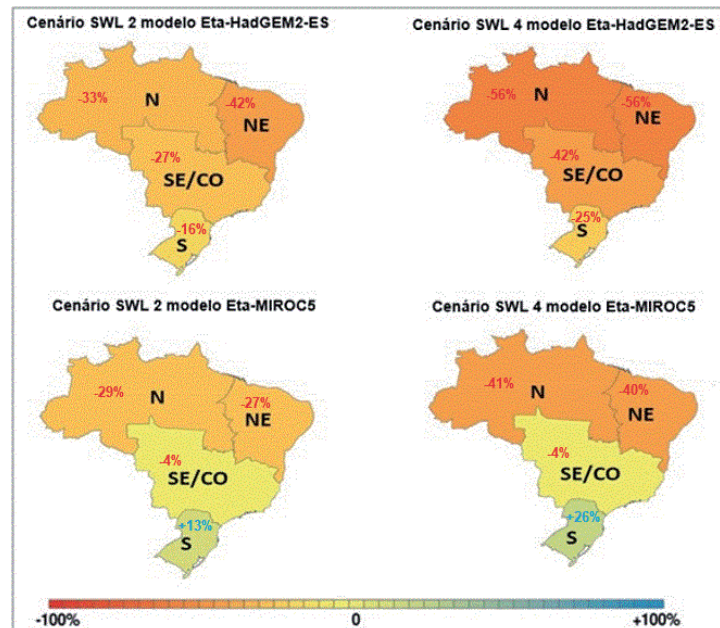 Cenário SWL 2 modelo Eta-HadGEM2-ES
-33%
N
-42%
NE
-27%
SE/CO
-16%
S
Cenário SWL 4 modelo Eta-HadGEM2-ES
-56%
N
-56%
NE
-42%
SE/CO
-25%
S
Cenário SWL 2 modelo Eta-MIROC5
-29%
N
-27%
NE
-4%
SE/CO
+13%
S
Cenário SWL 4 modelo Eta-MIROC5
-41%
N
-40%
NE
-4%
SE/CO
+26%
S
-100% 0 +100%